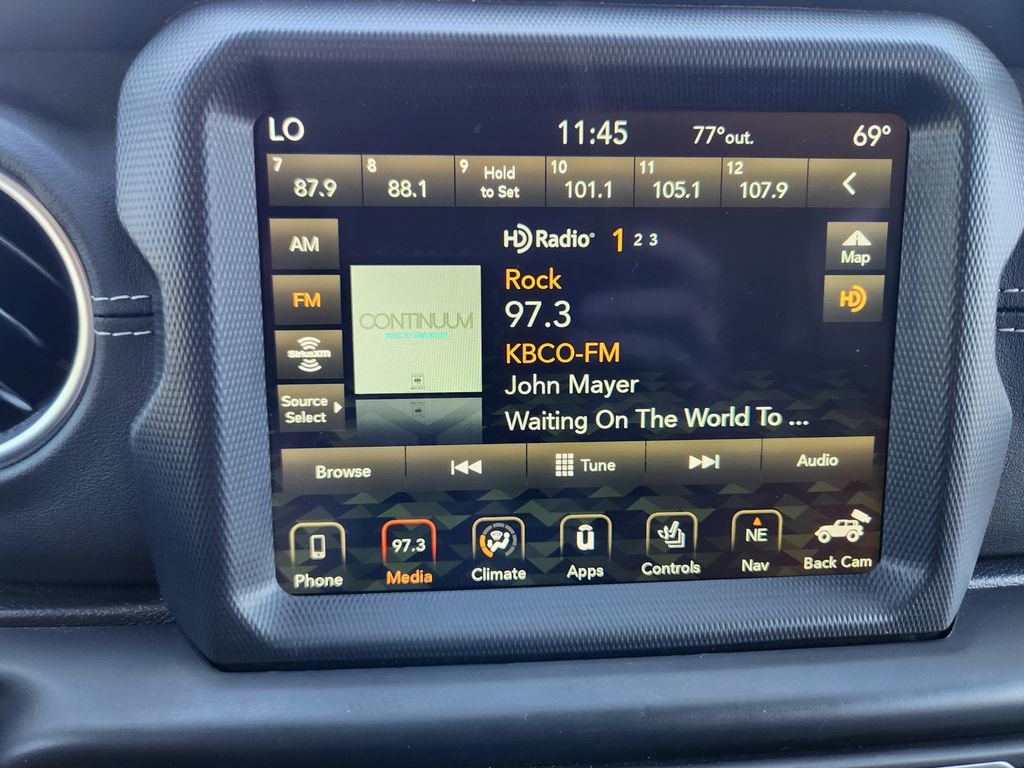 LO 11:45 77° out. 69°
7 87.9 8 88.1 9 Hold to Set 10 101.1 11 105.1 12 107.9
AM
HD Radio® 1 2 3
Map
FM
Rock
HD
97.3
CONTINUUM
SiriusXM
KBCO-FM
John Mayer
Source Select
Waiting On The World To ...
Browse Tune Audio
97.3 NE
Phone Media Climate Apps Controls Nav Back Cam